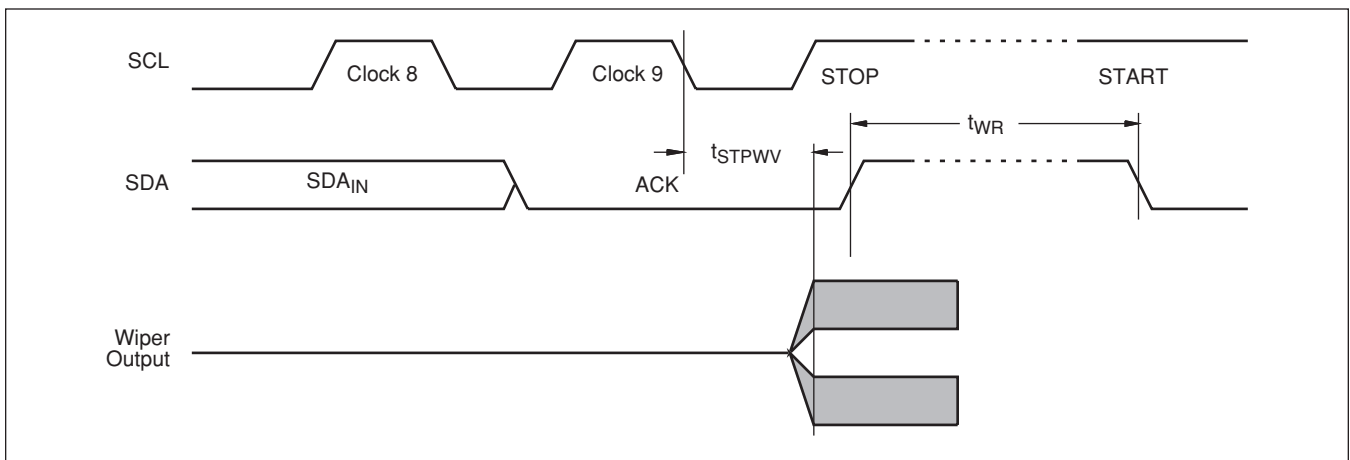 SCL
Clock 8
Clock 9
STOP
START
tWR
tSTPWV
SDA
SDAIN
ACK
Wiper
Output